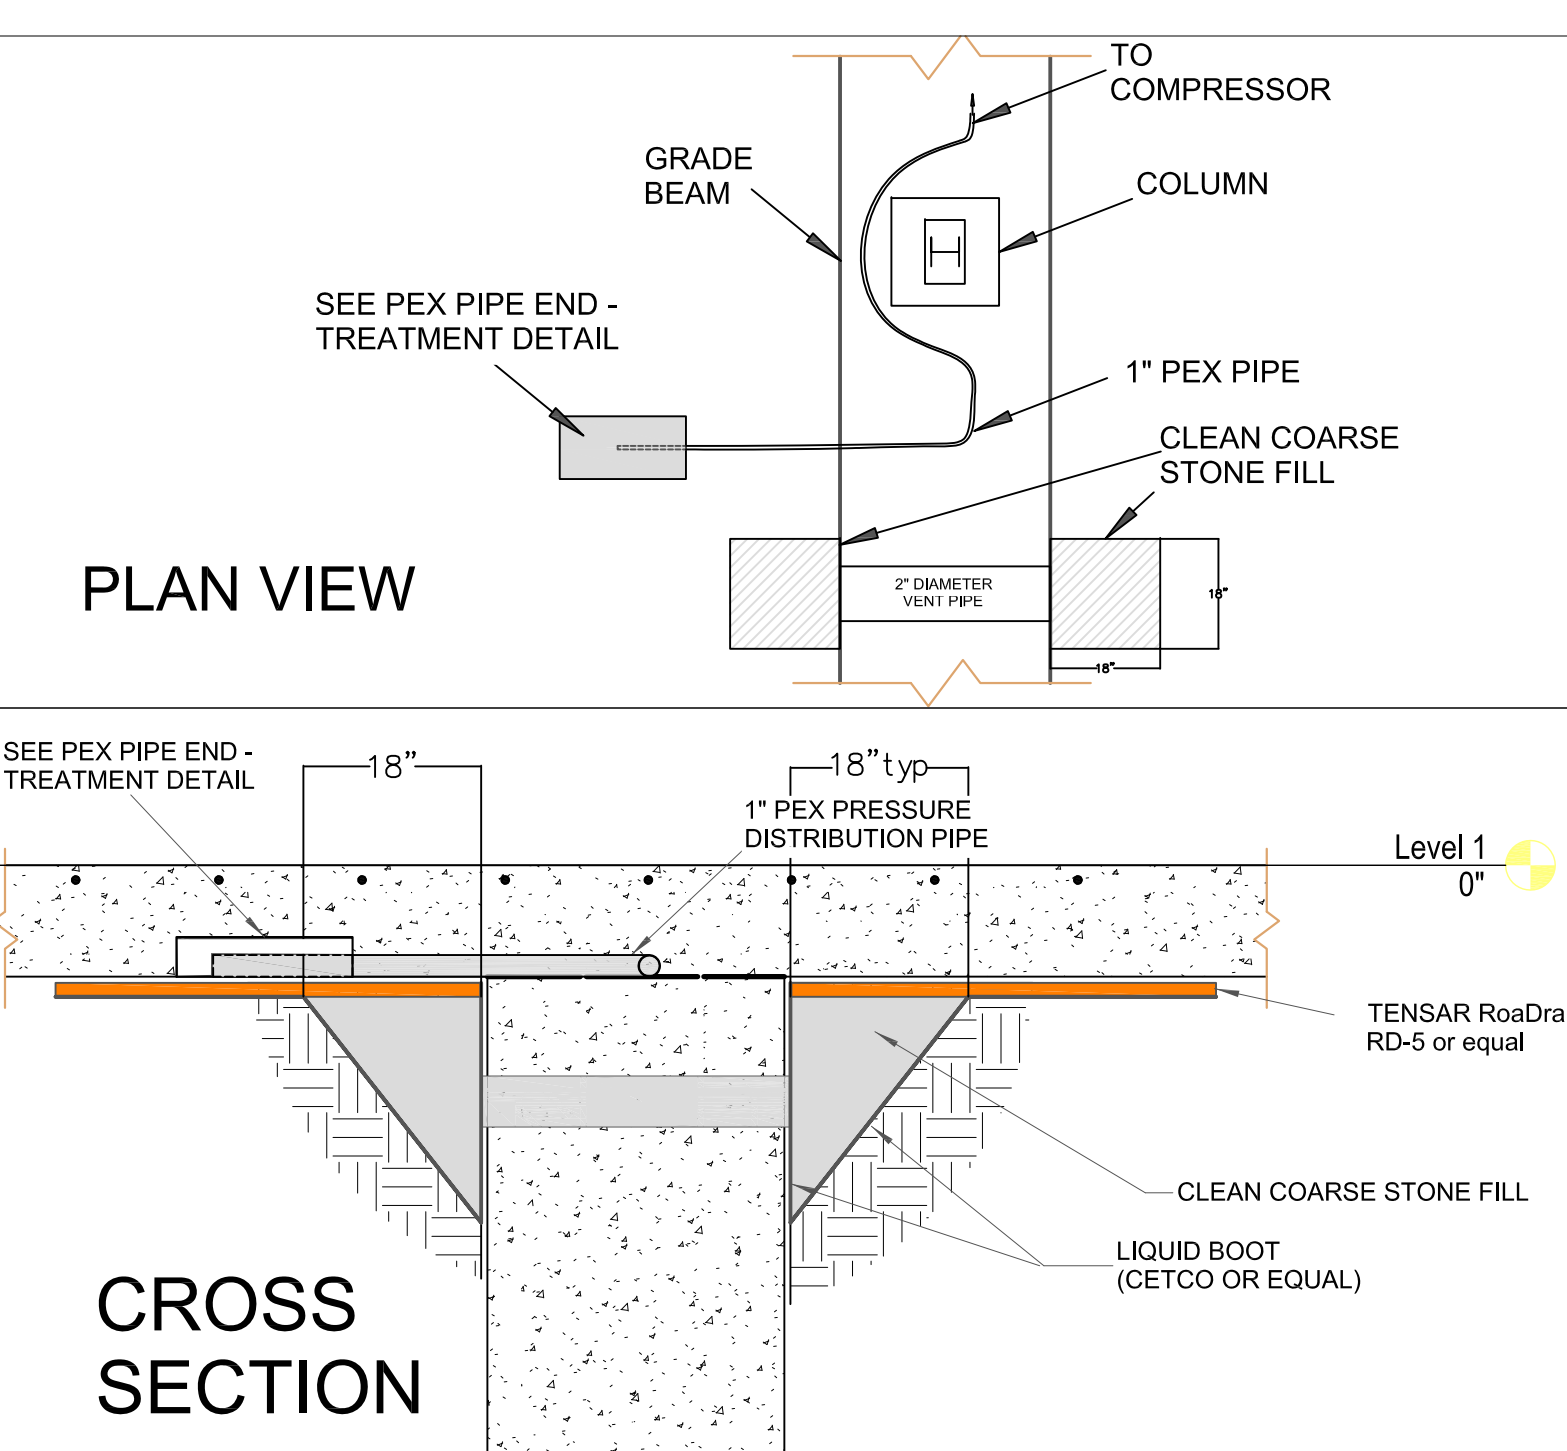 TO
COMPRESSOR
GRADE
BEAM
COLUMN
SEE PEX PIPE END -
TREATMENT DETAIL
1" PEX PIPE
CLEAN COARSE
STONE FILL
PLAN VIEW
2" DIAMETER
VENT PIPE
18"
18"
SEE PEX PIPE END -
TREATMENT DETAIL
18”
18”typ
1" PEX PRESSURE
DISTRIBUTION PIPE
Level 1
0"
TENSAR RoaDra
RD-5 or equal
CLEAN COARSE STONE FILL
LIQUID BOOT
(CETCO OR EQUAL)
CROSS
SECTION